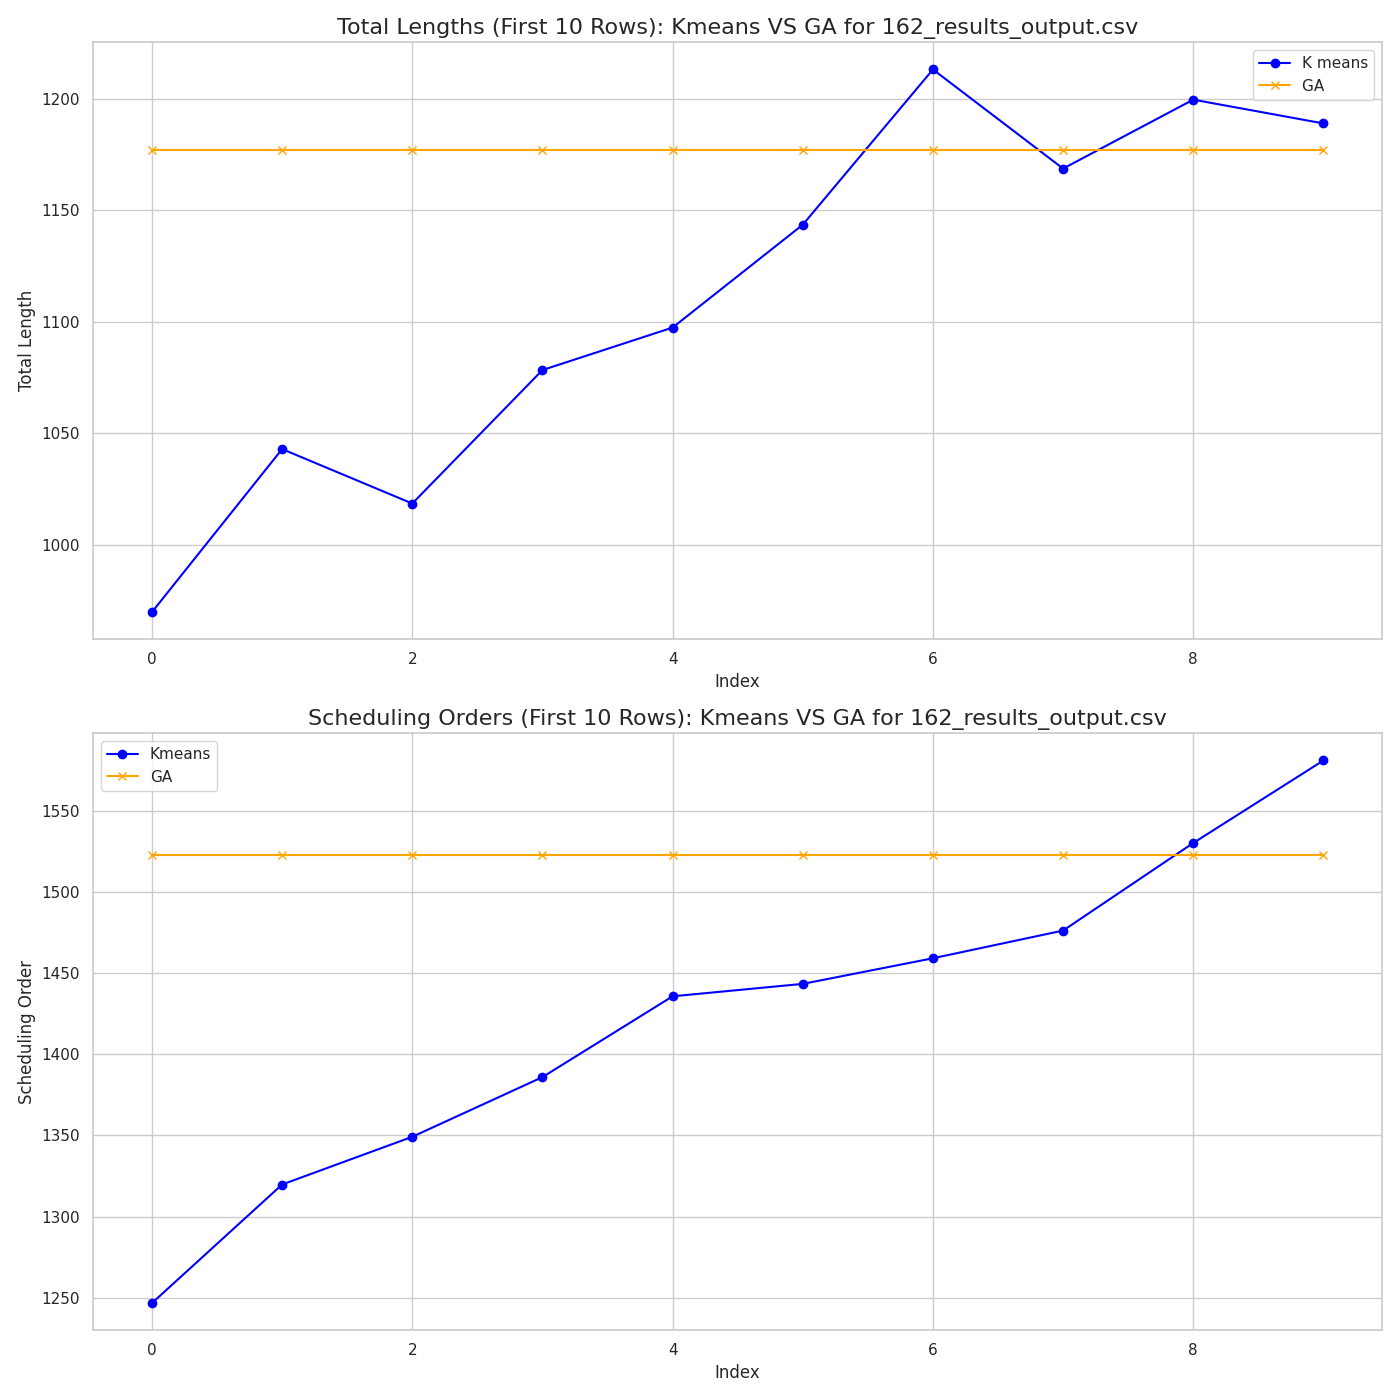 Total Lengths (First 10 Rows): Kmeans VS GA for 162_results_output.csv
K means
GA
1200
1150
1100
1050
1000
Total Length
0 2 4 6 8
Index
Scheduling Orders (First 10 Rows): Kmeans VS GA for 162_results_output.csv
Kmeans
GA
1550
1500
1450
1400
1350
1300
1250
Scheduling Order
0 2 4 6 8
Index